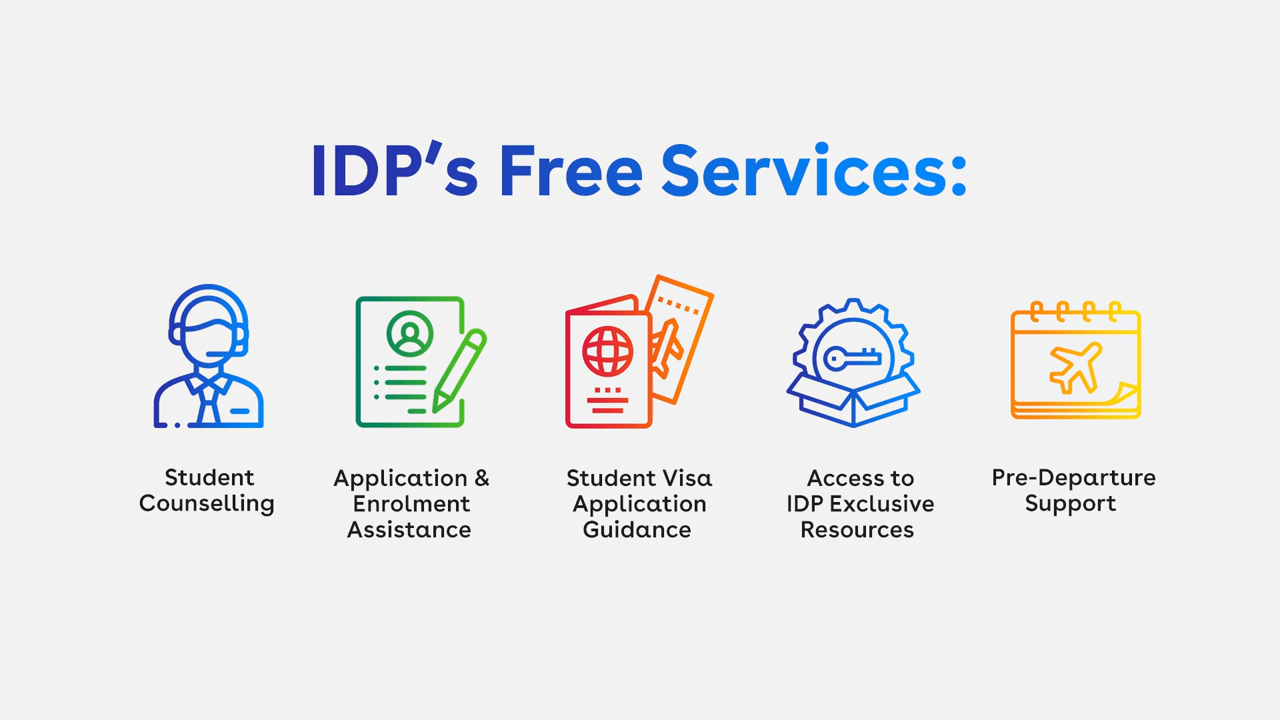 IDP's Free Services:
Student
Counselling
Application &
Enrolment
Assistance
Student Visa
Application
Guidance
Access to
IDP Exclusive
Resources
Pre-Departure
Support